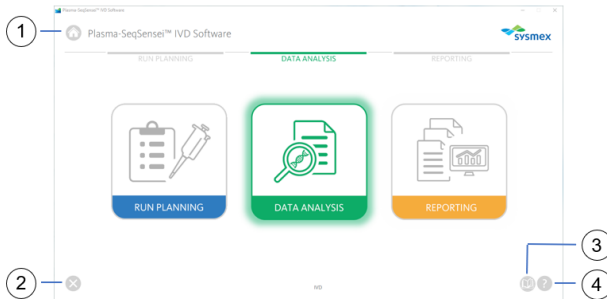 Plasma-SeqSensei™ IVD Software
1
Plasma-SeqSensei™ IVD Software
sysmex
RUN PLANNING DATA ANALYSIS REPORTING
RUN PLANNING DATA ANALYSIS REPORTING
3
2
?
4